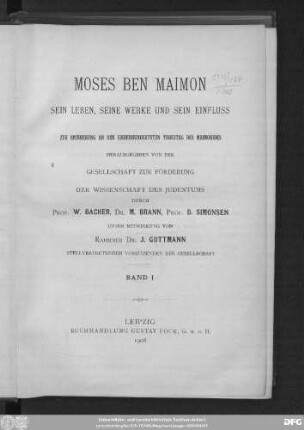 MOSES BEN MAIMON
SEIN LEBEN, SEINE WERKE UND SEIN EINFLUSS
ZUR ERINNERUNG AN DEN SIEBENHUNDERTSTEN TODESTAG DES MAIMONIDES
HERAUSGEGEBEN VON DER
GESELLSCHAFT ZUR FÖRDERUNG
DER WISSENSCHAFT DES JUDENTUMS
DURCH
PROF. W. BACHER, DR. M. BRANN, PROF. D. SIMONSEN
UNTER MITWIRKUNG VON
RABBINER DR. J. GUTTMANN
STELLVERTRETENDEM VORSITZENDEN DER GESELLSCHAFT
BAND I
LEIPZIG
BUCHHANDLUNG GUSTAV FOCK, G. M. B. H.
1908
DFG